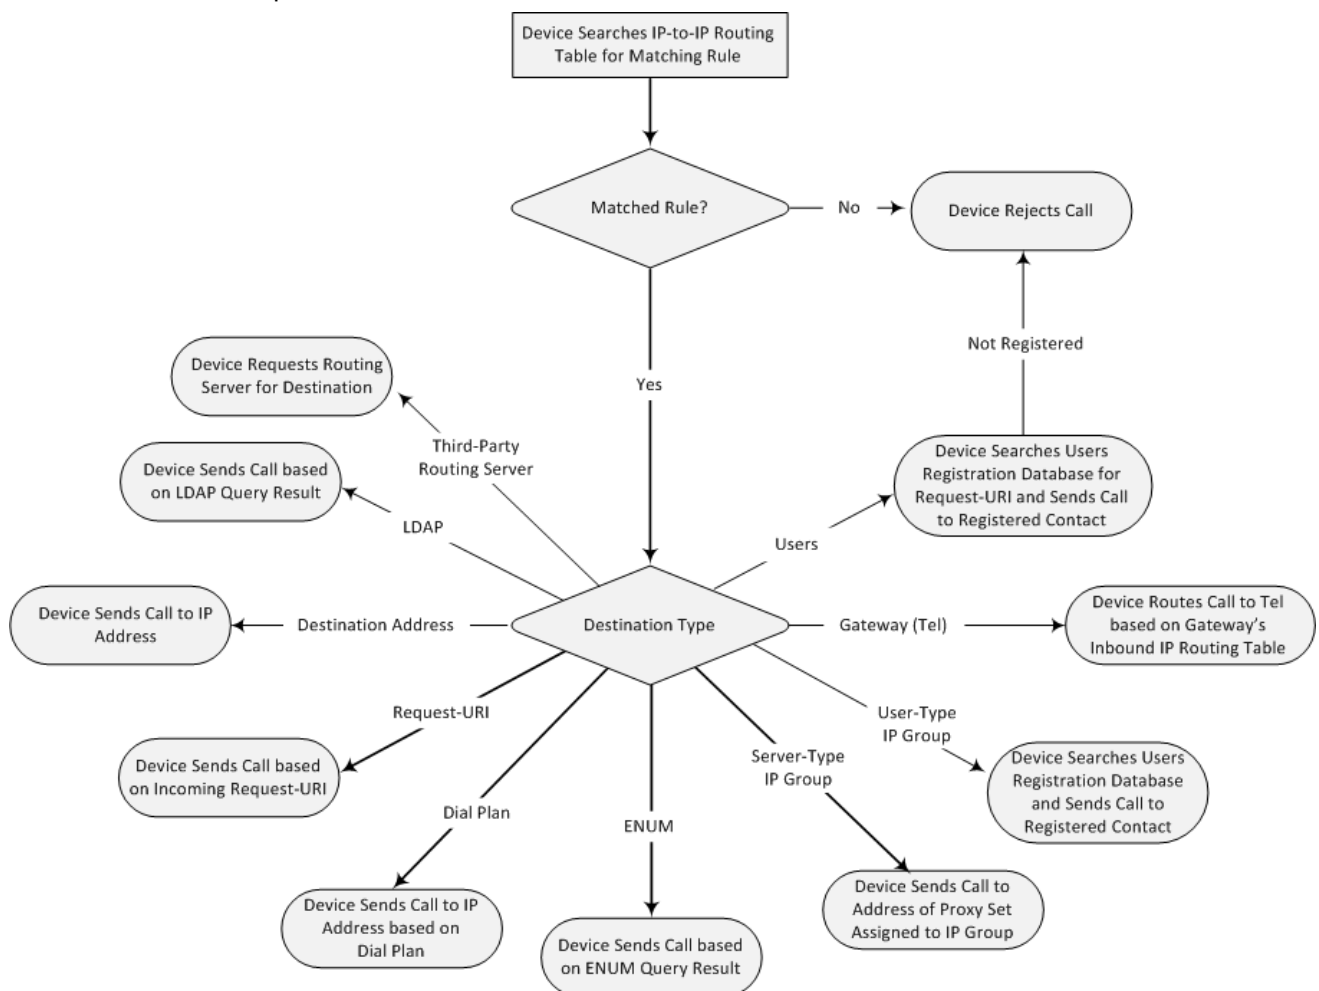 Device Searches IP-to-IP Routing
Table for Matching Rule
Matched Rule?
No
Device Rejects Call
Not Registered
Yes
Device Requests Routing
Server for Destination
Third-Party
Routing Server
Device Sends Call based
on LDAP Query Result
LDAP
Device Searches Users
Registration Database for
Request-URI and Sends Call
to Registered Contact
Users
Device Sends Call to IP
Address
Destination Address
Destination Type
Gateway (Tel)
Device Routes Call to Tel
based on Gateway’s
Inbound IP Routing Table
Request-URI
Device Sends Call based
on Incoming Request-URI
User-Type
IP Group
Device Searches Users
Registration Database
and Sends Call to
Registered Contact
Server-Type
IP Group
Dial Plan
ENUM
Device Sends Call to IP
Address based on
Dial Plan
Device Sends Call based
on ENUM Query Result
Device Sends Call to
Address of Proxy Set
Assigned to IP Group